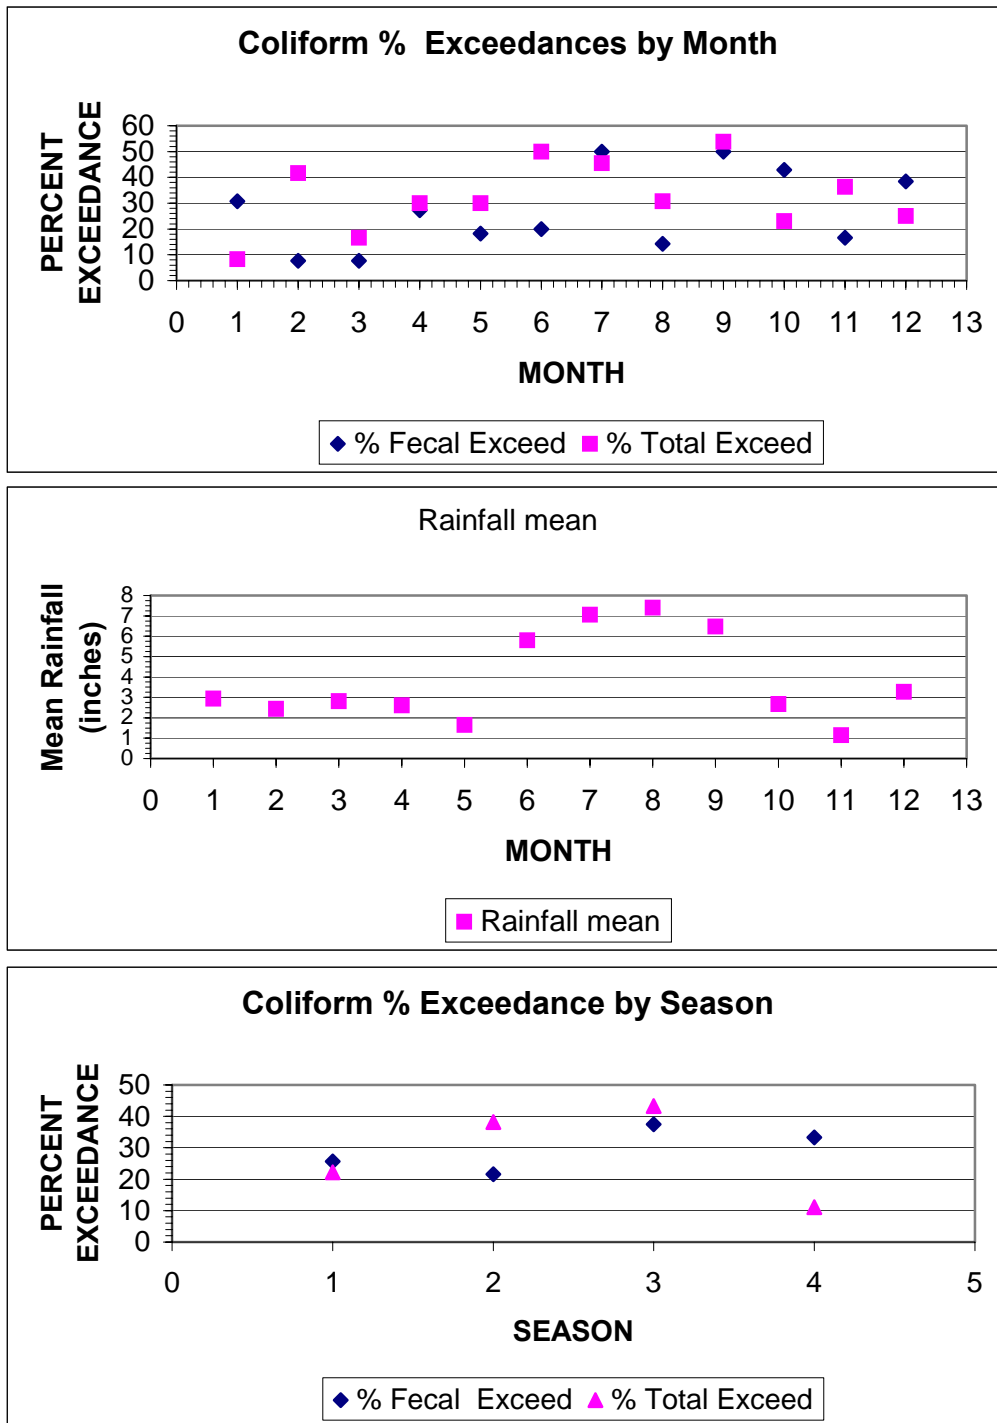 Coliform %  Exceedances by Month
PERCENT
EXCEEDANCE
60
50
40
30
20
10
0
0 1 2 3 4 5 6 7 8 9 10 11 12 13
MONTH
% Fecal Exceed % Total Exceed
Rainfall mean
Mean Rainfall
(inches)
8
7
6
5
4
3
2
1
0
0 1 2 3 4 5 6 7 8 9 10 11 12 13
MONTH
Rainfall mean
Coliform % Exceedance by Season
PERCENT
EXCEEDANCE
50
40
30
20
10
0
0 1 2 3 4 5
SEASON
% Fecal  Exceed % Total Exceed